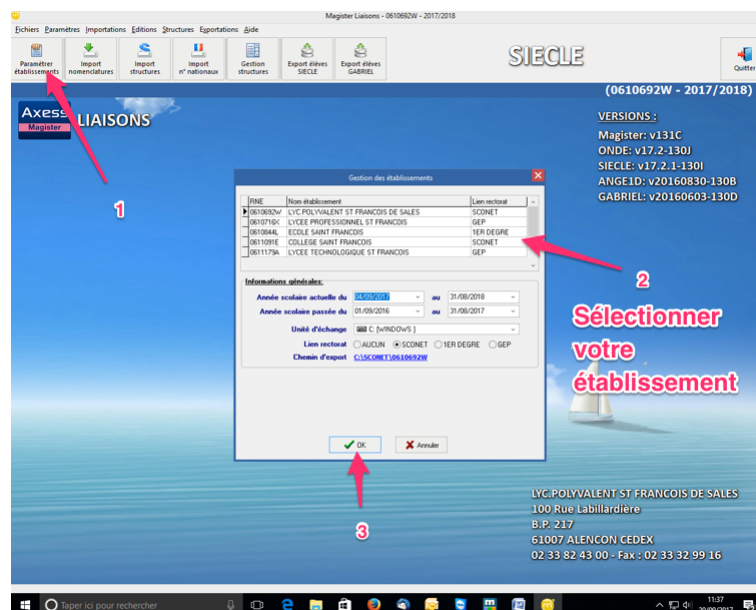 Magister Liaisons - 0610692W - 2017/2018
Fichiers Paramètres Importations Editions Structures Exportations Aide
Paramétrer établissements
Import nomenclatures
Import structures
Import n° nationaux
Gestion structures
Export élèves SIECLE
Export élèves GABRIEL
SIECLE
Quitter
(0610692W - 2017/2018)
Axess
Magister
LIAISONS
VERSIONS :
Magister: v131C
ONDE: v17.2-130J
SIECLE: v17.2.1-130I
ANGE1D: v20160830-130B
GABRIEL: v20160603-130D
1
Gestion des établissements
RNE Nom établissement Lien rectorat
0610692W LYC.POLYVALENT ST FRANCOIS DE SALES SCONET
0610716X LYCEE PROFESSIONNEL ST FRANCOIS GEP
0610844L ECOLE SAINT FRANCOIS 1ER DEGRE
0611091E COLLEGE SAINT FRANCOIS SCONET
0611179A LYCEE TECHNOLOGIQUE ST FRANCOIS GEP
Informations générales:
Année scolaire actuelle du 04/09/2017 au 31/08/2018
Année scolaire passée du 01/09/2016 au 31/08/2017
Unité d'échange C: [WINDOWS ]
Lien rectorat AUCUN SCONET 1ER DEGRE GEP
Chemin d'export C:\SCONET\0610692W
OK Annuler
2
Sélectionner
votre
établissement
3
LYC.POLYVALENT ST FRANCOIS DE SALES
100 Rue Labillardière
B.P. 217
61007 ALENCON CEDEX
02 33 82 43 00 - Fax : 02 33 32 99 16
Taper ici pour rechercher
11:37